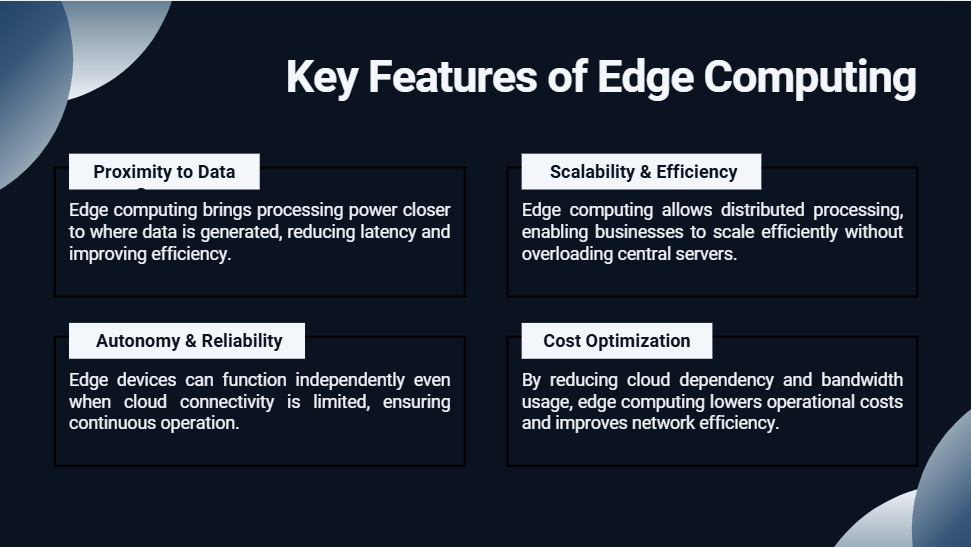 Key Features of Edge Computing
Proximity to Data
Edge computing brings processing power closer
to where data is generated, reducing latency and
improving efficiency.
Scalability & Efficiency
Edge computing allows distributed processing,
enabling businesses to scale efficiently without
overloading central servers.
Autonomy & Reliability
Edge devices can function independently even
when cloud connectivity is limited, ensuring
continuous operation.
Cost Optimization
By reducing cloud dependency and bandwidth
usage, edge computing lowers operational costs
and improves network efficiency.